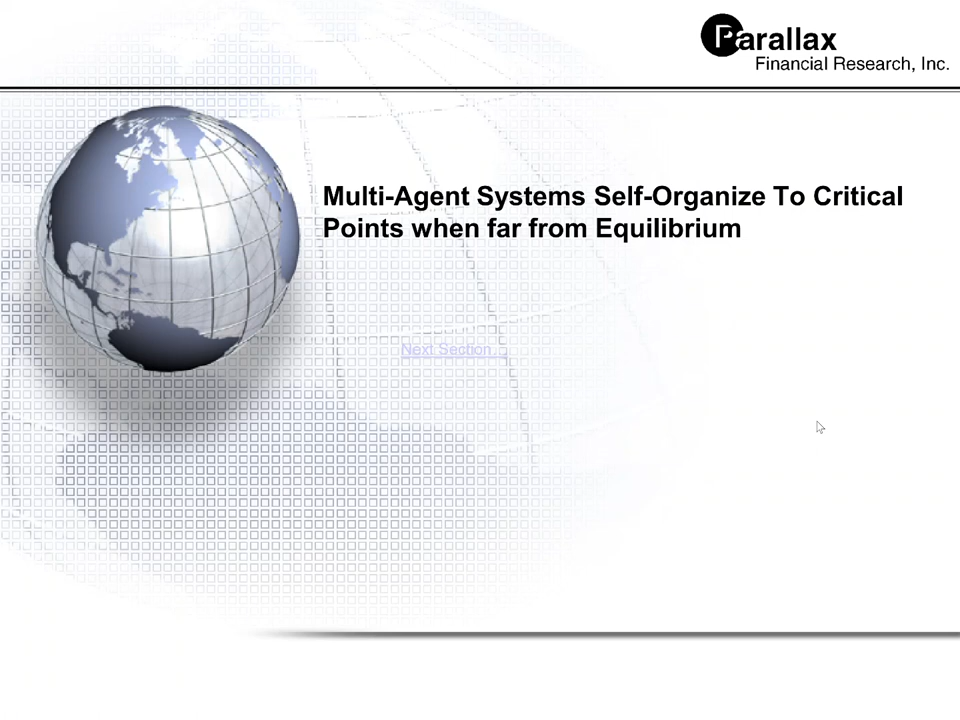 Parallax
Financial Research, Inc.
Multi-Agent Systems Self-Organize To Critical
Points when far from Equilibrium
Next Section...